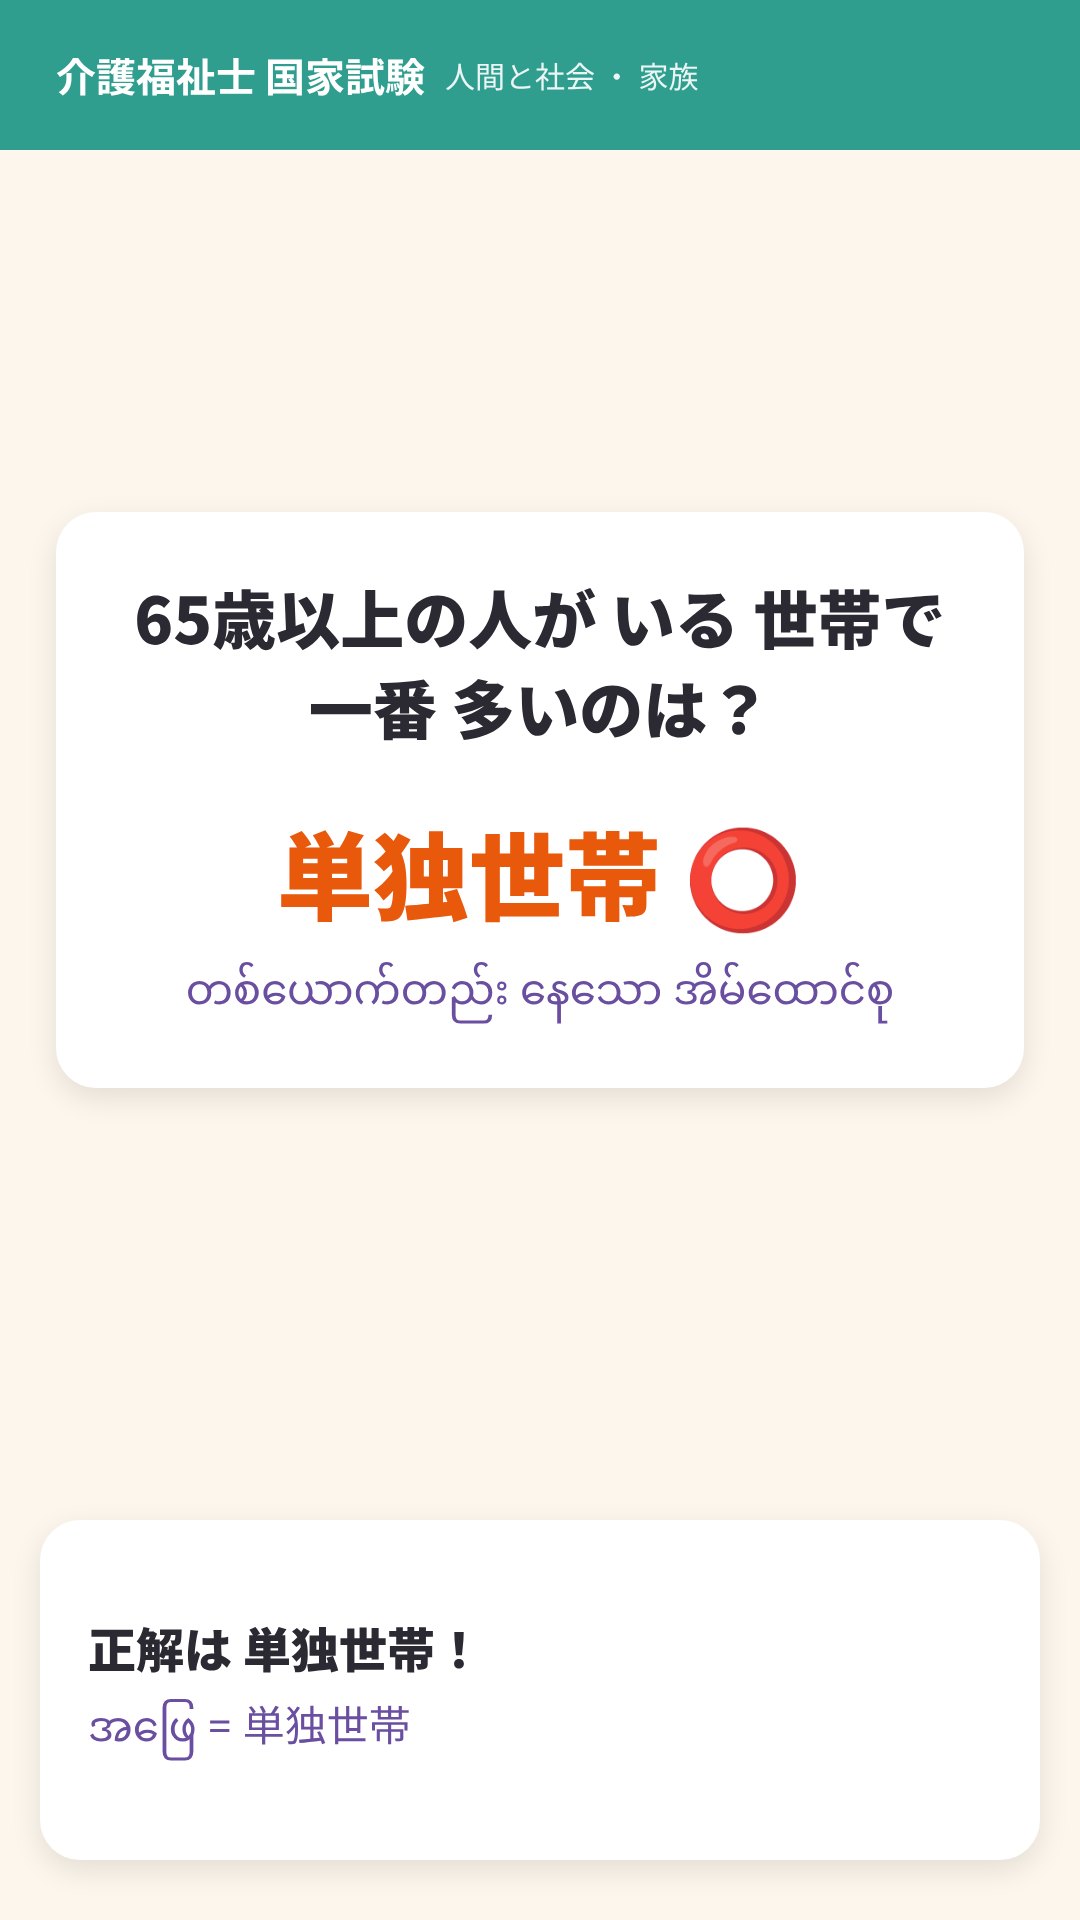 介護福祉士 国家試験 人間と社会 ・ 家族
65歳以上の人が いる 世帯で
一番 多いのは？
単独世帯 ⭕
တစ်ယောက်တည်း နေသော အိမ်ထောင်စု
正解は 単独世帯！
အဖြေ = 単独世帯